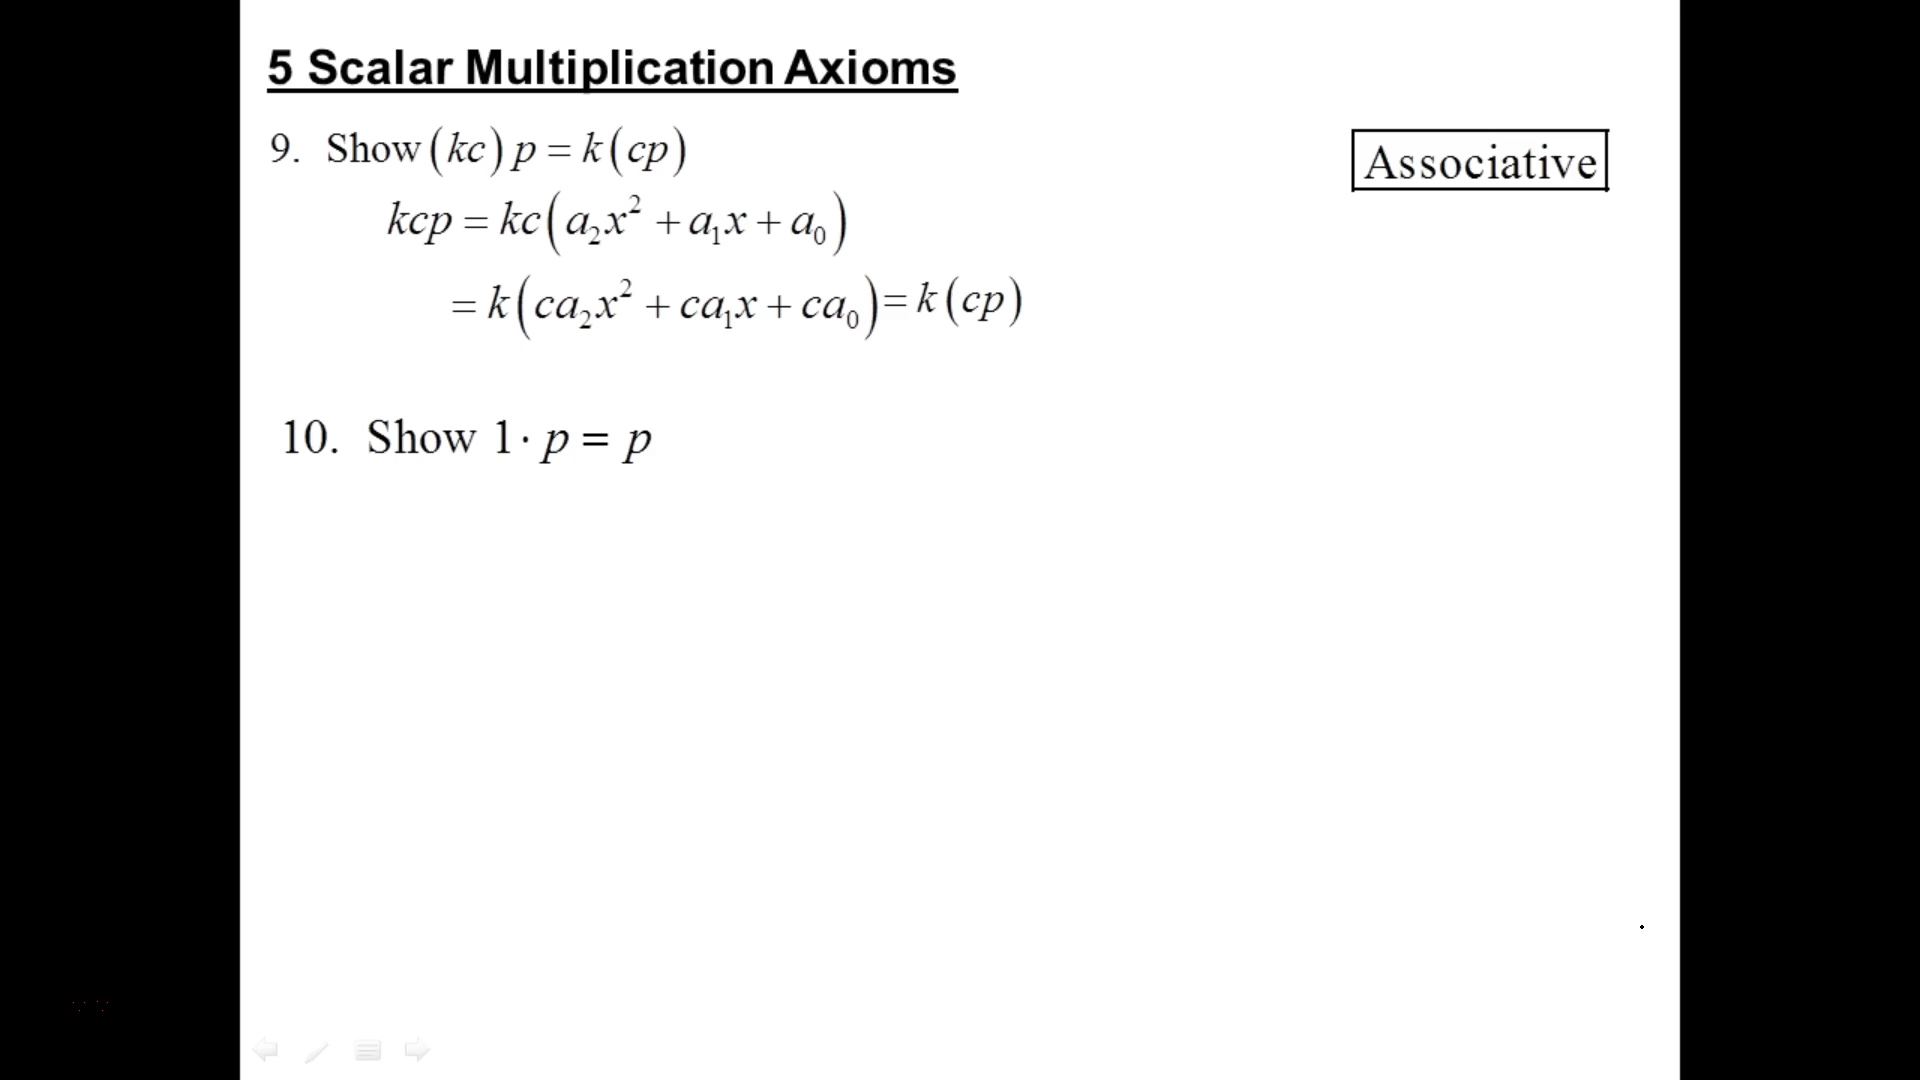 5 Scalar Multiplication Axioms
9. Show (kc) p = k (cp)
Associative
kcp = kc(a₂x² + a₁x + a₀)
= k(ca₂x² + ca₁x + ca₀) = k (cp)
10. Show 1 · p = p